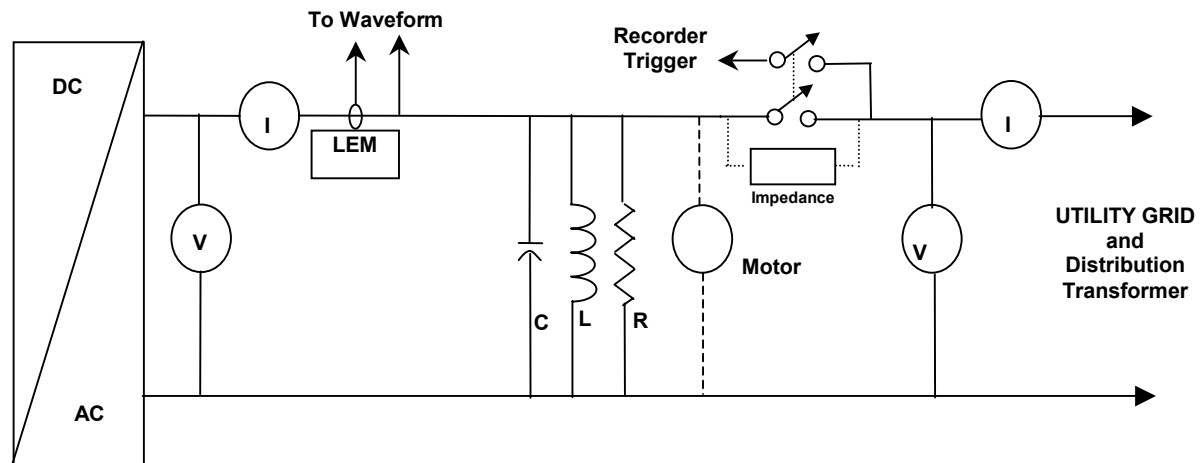 To Waveform
Recorder
Trigger
DC
I
LEM
I
Impedance
V
V
Motor
UTILITY GRID
and
Distribution
Transformer
C
L
R
AC